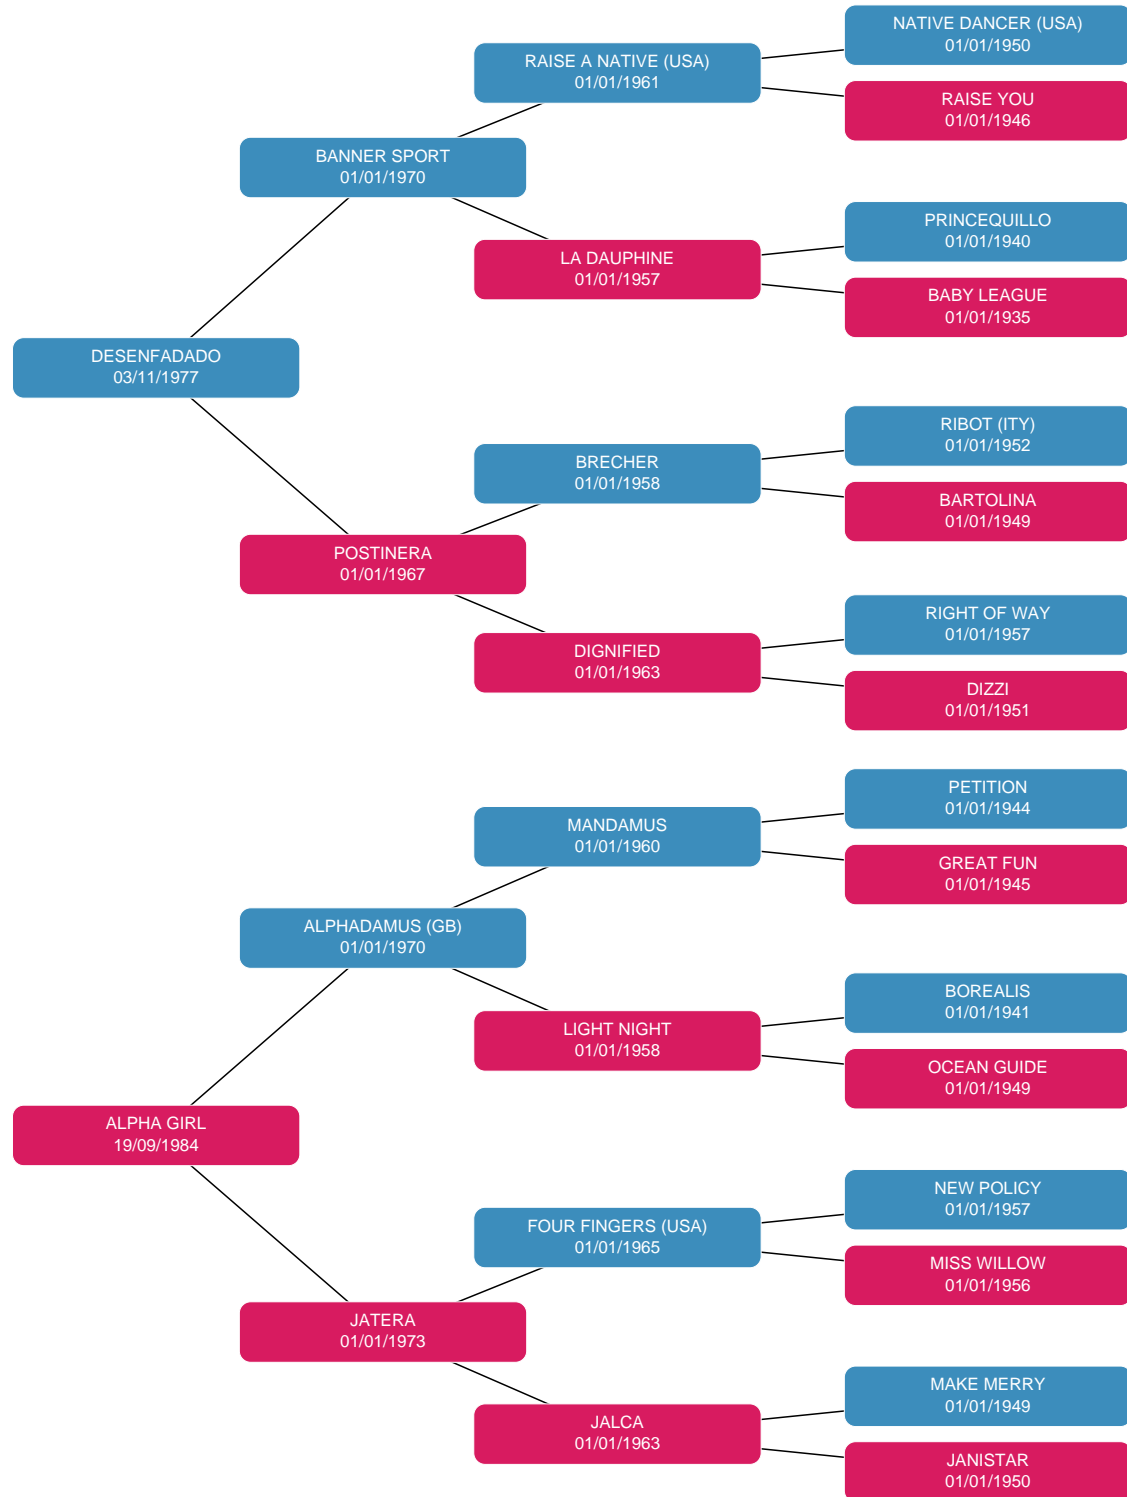 NATIVE DANCER (USA)
01/01/1950
RAISE A NATIVE (USA)
01/01/1961
RAISE YOU
01/01/1946
BANNER SPORT
01/01/1970
PRINCEQUILLO
01/01/1940
LA DAUPHINE
01/01/1957
BABY LEAGUE
01/01/1935
DESENFADADO
03/11/1977
RIBOT (ITY)
01/01/1952
BRECHER
01/01/1958
BARTOLINA
01/01/1949
POSTINERA
01/01/1967
RIGHT OF WAY
01/01/1957
DIGNIFIED
01/01/1963
DIZZI
01/01/1951
PETITION
01/01/1944
MANDAMUS
01/01/1960
GREAT FUN
01/01/1945
ALPHADAMUS (GB)
01/01/1970
BOREALIS
01/01/1941
LIGHT NIGHT
01/01/1958
OCEAN GUIDE
01/01/1949
ALPHA GIRL
19/09/1984
NEW POLICY
01/01/1957
FOUR FINGERS (USA)
01/01/1965
MISS WILLOW
01/01/1956
JATERA
01/01/1973
MAKE MERRY
01/01/1949
JALCA
01/01/1963
JANISTAR
01/01/1950